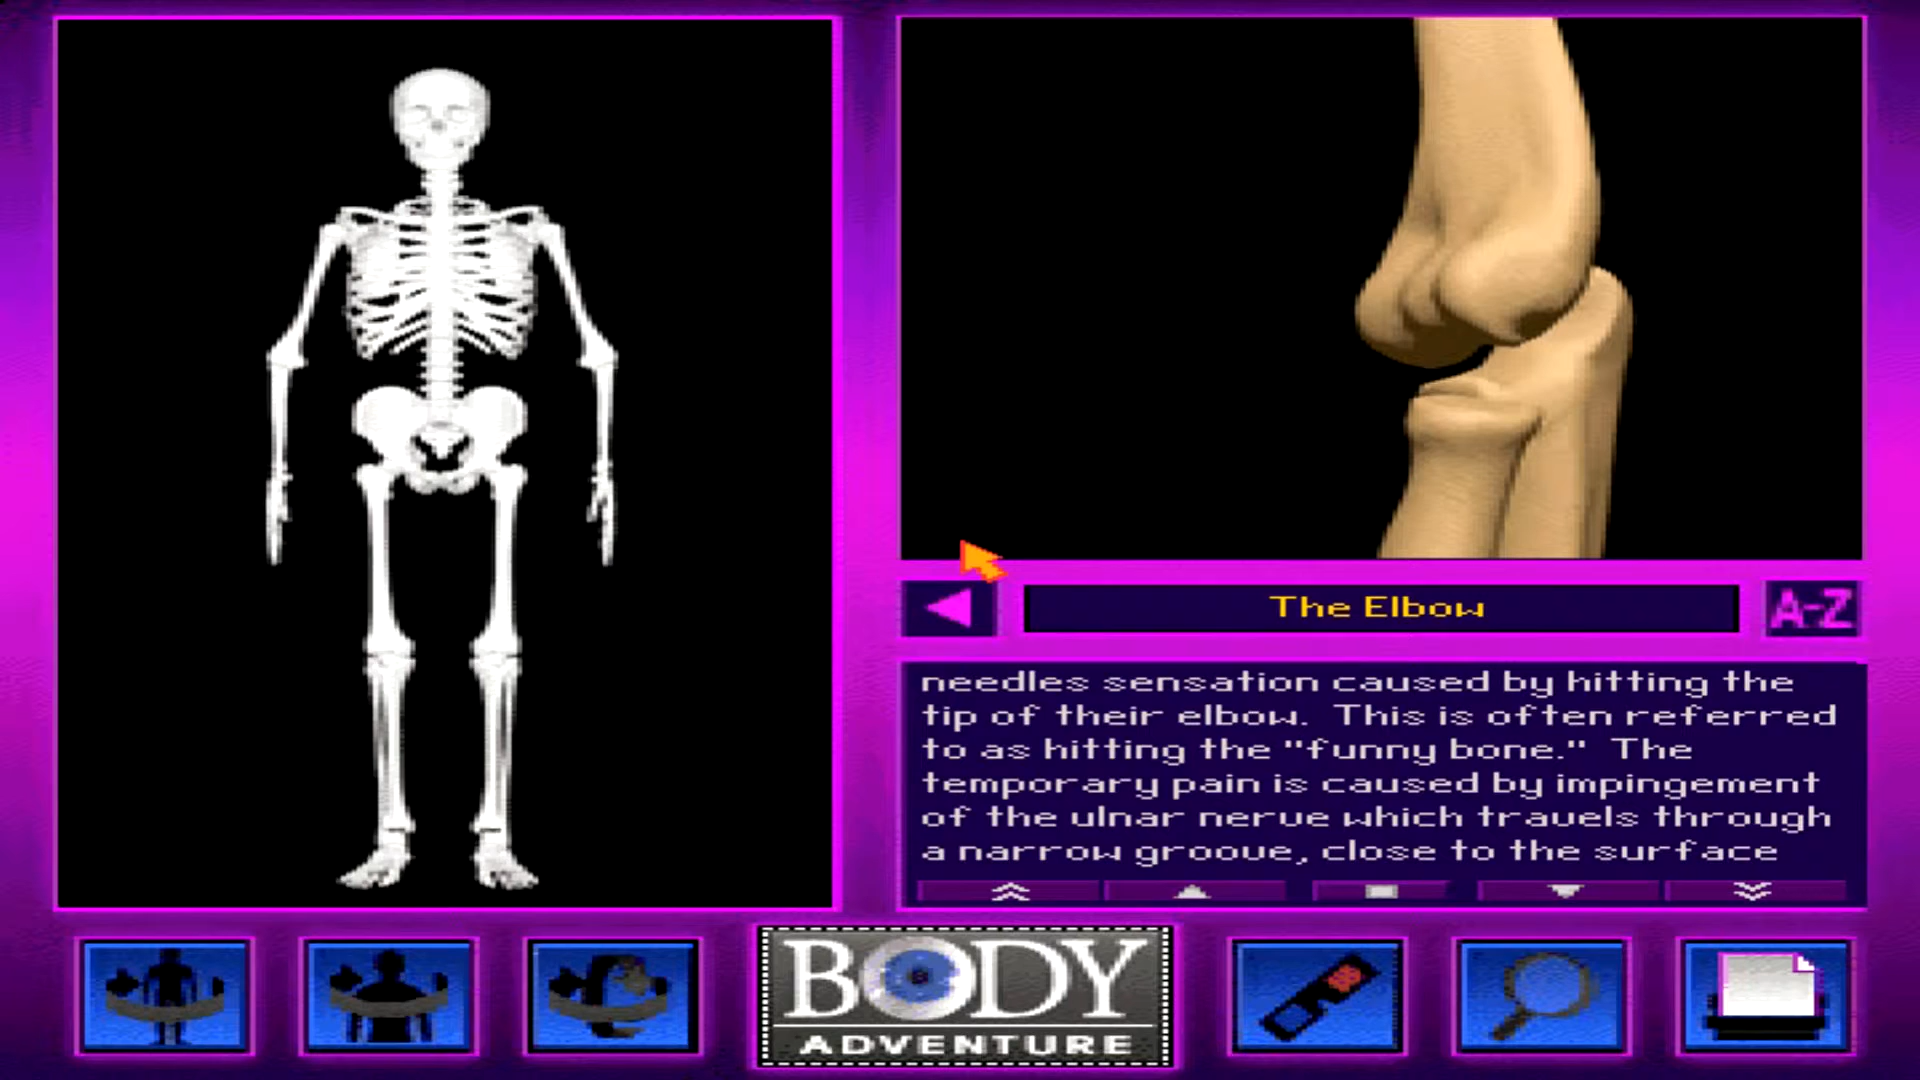 The Elbow
A-Z
needles sensation caused by hitting the
tip of their elbow.  This is often referred
to as hitting the "funny bone."  The
temporary pain is caused by impingement
of the ulnar nerve which travels through
a narrow groove, close to the surface
BODY
ADVENTURE